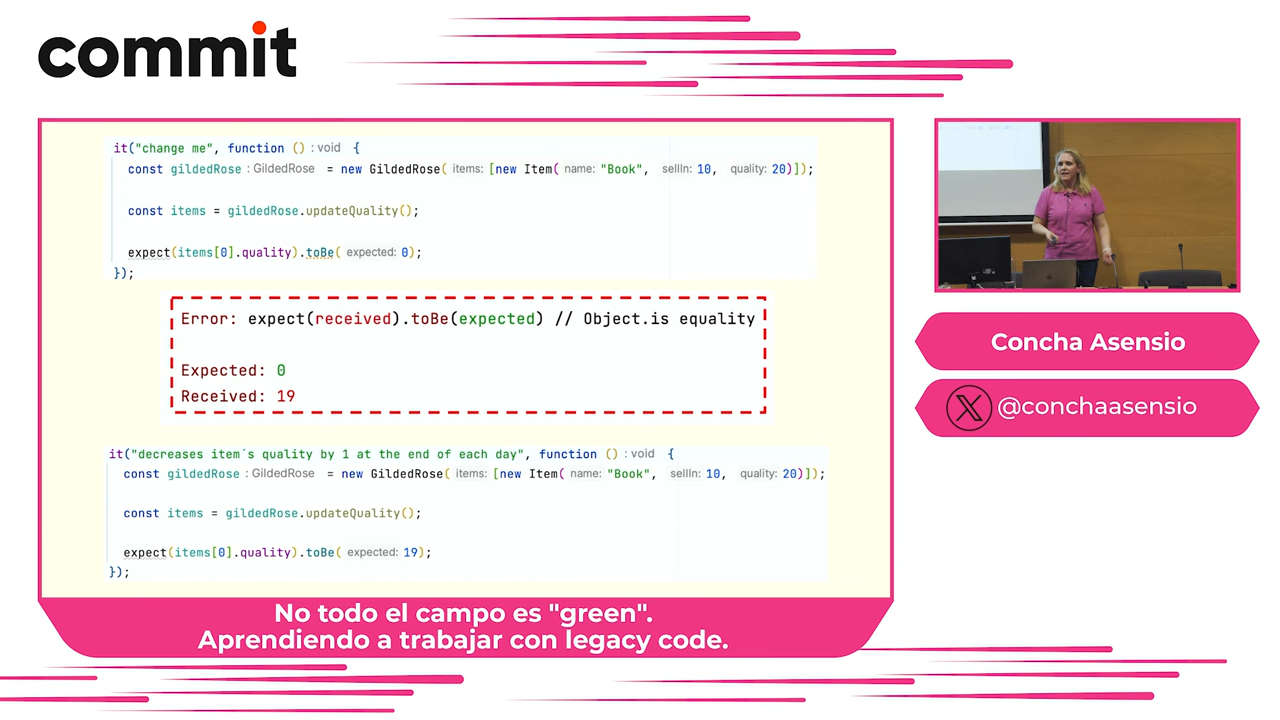 commit
it("change me", function () : void {
const gildedRose : GildedRose = new GildedRose( items: [new Item( name: "Book", sellIn: 10, quality: 20)]);
const items = gildedRose.updateQuality();
expect(items[0].quality).toBe( expected: 0);
});
Error: expect(received).toBe(expected) // Object.is equality
Expected: 0
Received: 19
it("decreases item´s quality by 1 at the end of each day", function () : void {
const gildedRose : GildedRose = new GildedRose( items: [new Item( name: "Book", sellIn: 10, quality: 20)]);
const items = gildedRose.updateQuality();
expect(items[0].quality).toBe( expected: 19);
});
No todo el campo es "green".
Aprendiendo a trabajar con legacy code.
Concha Asensio
@conchaasensio